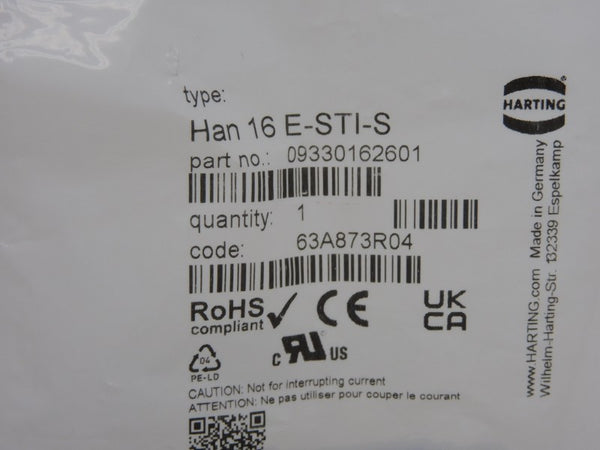 type:
Han 16 E-STI-S
part no.: 09330162601
quantity: 1
code: 63A873R04
RoHS
compliant
CE
UK
CA
c RU US
04
PE-LD
CAUTION: Not for interrupting current
ATTENTION: Ne pas utiliser pour couper le courant
HARTING
www.HARTING.com Made in Germany
Wilhelm-Harting-Str. 1 32339 Espelkamp